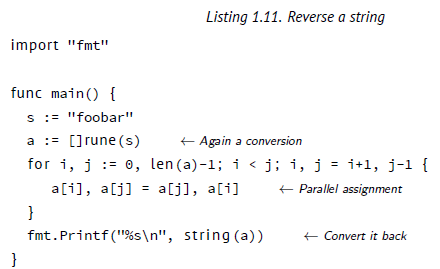 Listing 1.11. Reverse a string
import "fmt"
func main() {
s := "foobar"
a := []rune(s) ← Again a conversion
for i, j := 0, len(a)-1; i < j; i, j = i+1, j-1 {
a[i], a[j] = a[j], a[i] ← Parallel assignment
}
fmt.Printf("%s\n", string(a)) ← Convert it back
}